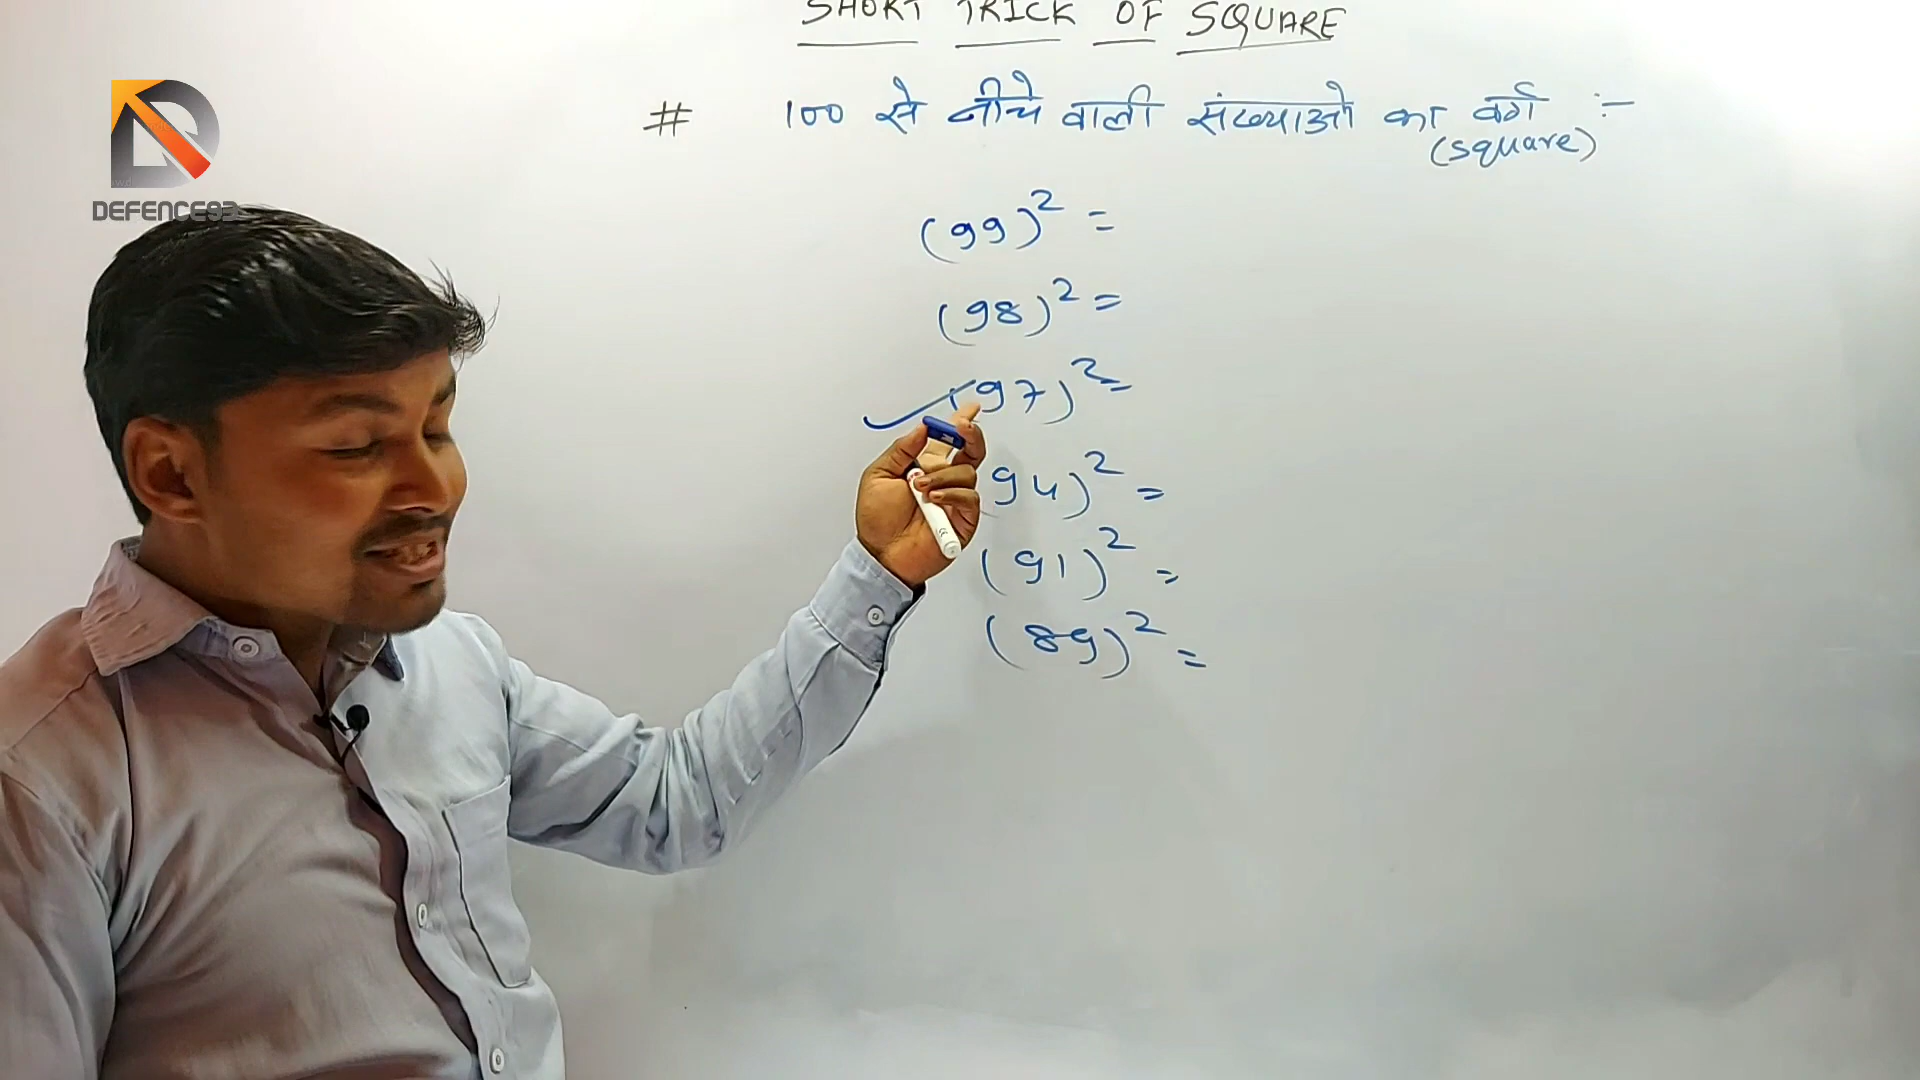 SHORT TRICK OF SQUARE
# 100 से नीचे वाली संख्याओ का वर्ग :-
(square)
DEFENCE93
(99)² =
(98)² =
(97)² =
(94)² =
(91)² =
(89)² =